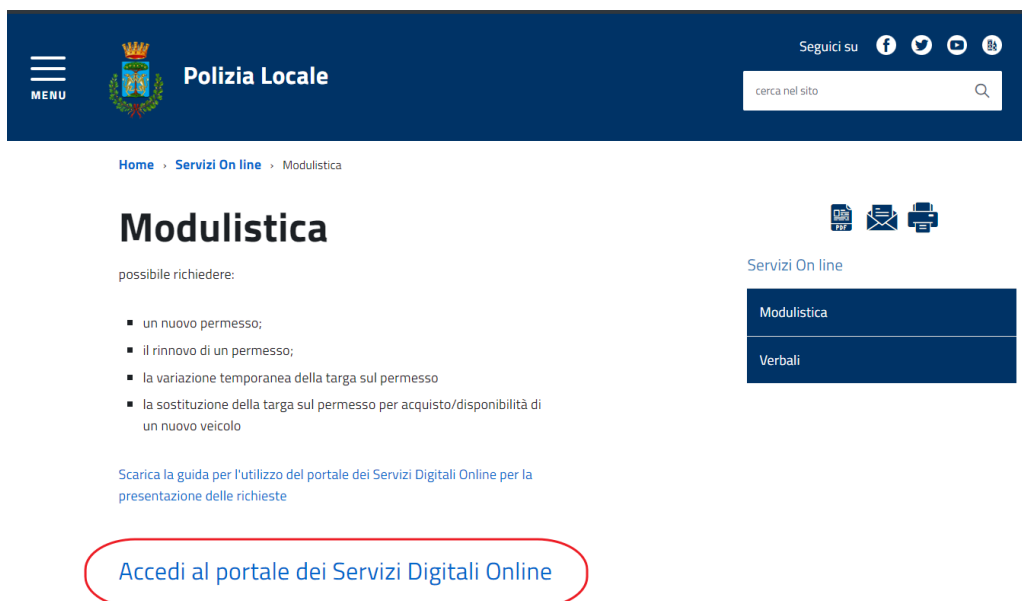 Seguici su
MENU
Polizia Locale
cerca nel sito
Home › Servizi On line › Modulistica
Modulistica
PDF
possibile richiedere:
Servizi On line
un nuovo permesso;
Modulistica
il rinnovo di un permesso;
Verbali
la variazione temporanea della targa sul permesso
la sostituzione della targa sul permesso per acquisto/disponibilità di
un nuovo veicolo
Scarica la guida per l'utilizzo del portale dei Servizi Digitali Online per la
presentazione delle richieste
Accedi al portale dei Servizi Digitali Online